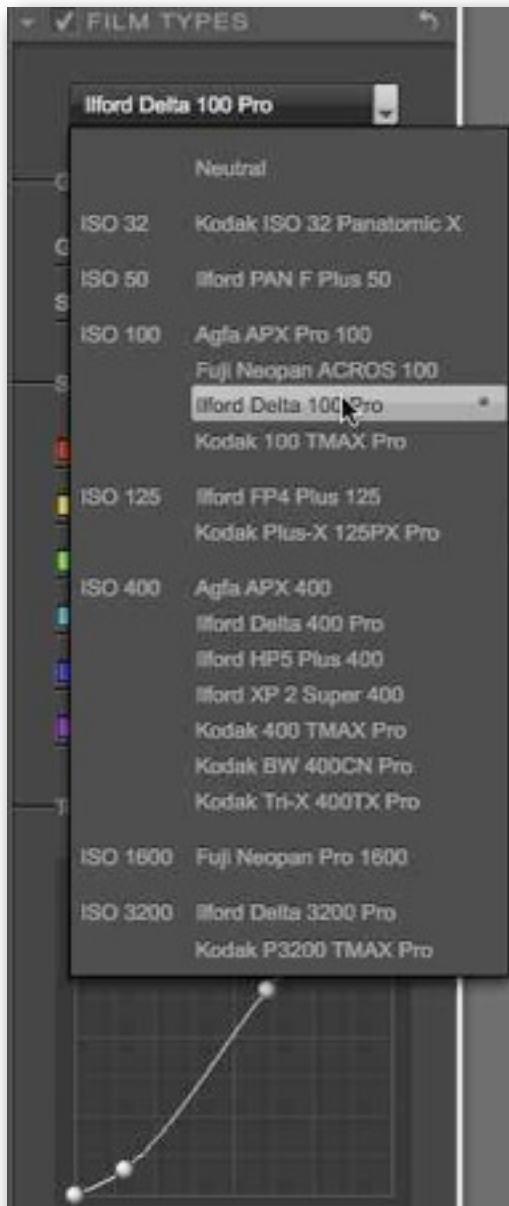 FILM TYPES
Ilford Delta 100 Pro
Neutral
ISO 32 Kodak ISO 32 Panatomic X
ISO 50 Ilford PAN F Plus 50
ISO 100 Agfa APX Pro 100
Fuji Neopan ACROS 100
Ilford Delta 100 Pro
Kodak 100 TMAX Pro
ISO 125 Ilford FP4 Plus 125
Kodak Plus-X 125PX Pro
ISO 400 Agfa APX 400
Ilford Delta 400 Pro
Ilford HP5 Plus 400
Ilford XP 2 Super 400
Kodak 400 TMAX Pro
Kodak BW 400CN Pro
Kodak Tri-X 400TX Pro
ISO 1600 Fuji Neopan Pro 1600
ISO 3200 Ilford Delta 3200 Pro
Kodak P3200 TMAX Pro